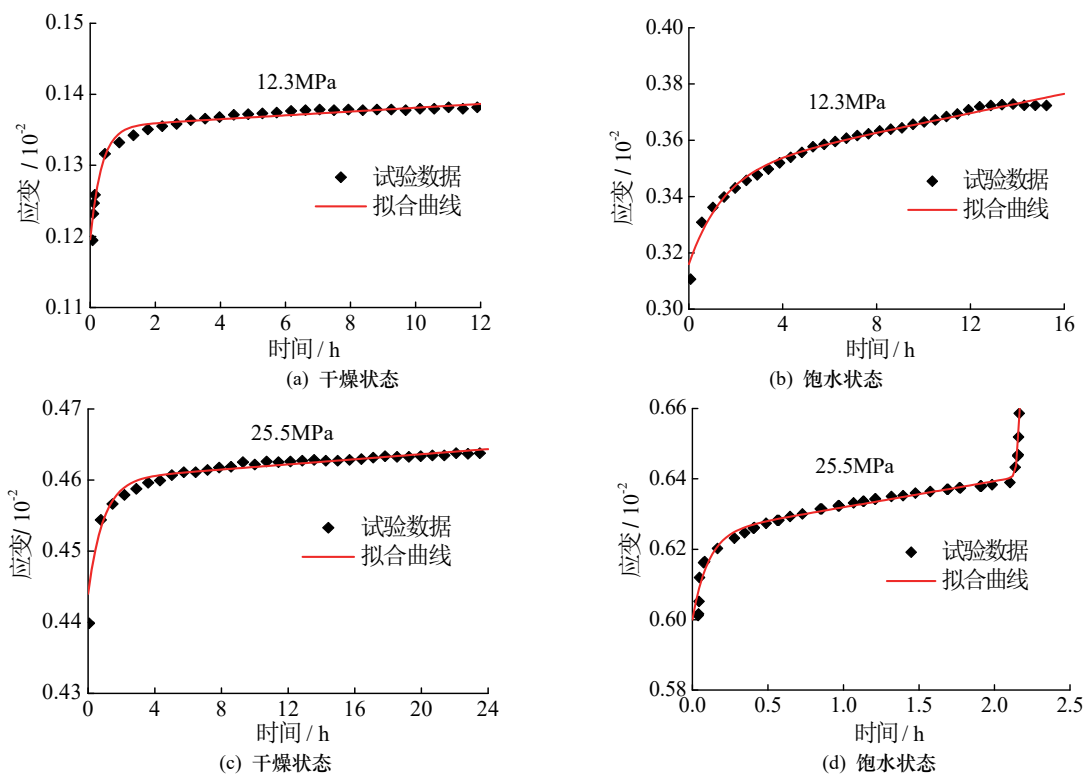 0.15
0.14
0.13
0.12
0.11
应变 / 10⁻²
12.3MPa
试验数据
拟合曲线
0 2 4 6 8 10 12
时间 / h
(a) 干燥状态
0.40
0.38
0.36
0.34
0.32
0.30
应变 / 10⁻²
12.3MPa
试验数据
拟合曲线
0 4 8 12 16
时间 / h
(b) 饱水状态
0.47
0.46
0.45
0.44
0.43
应变/ 10⁻²
25.5MPa
试验数据
拟合曲线
0 4 8 12 16 20 24
时间 / h
(c) 干燥状态
0.66
0.64
0.62
0.60
0.58
应变 / 10⁻²
25.5MPa
试验数据
拟合曲线
0.0 0.5 1.0 1.5 2.0 2.5
时间 / h
(d) 饱水状态